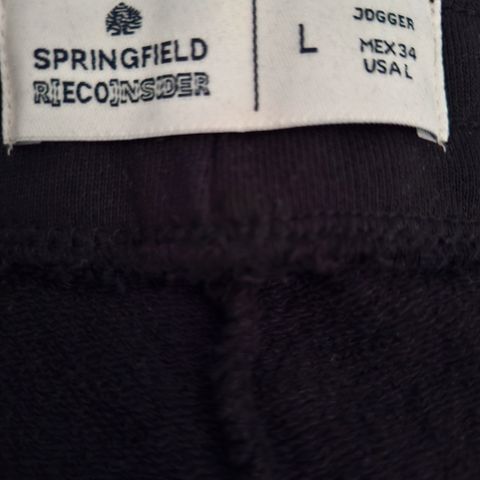 SPRINGFIELD
R[ECO]NSIDER
L
JOGGER
MEX 34
USA L